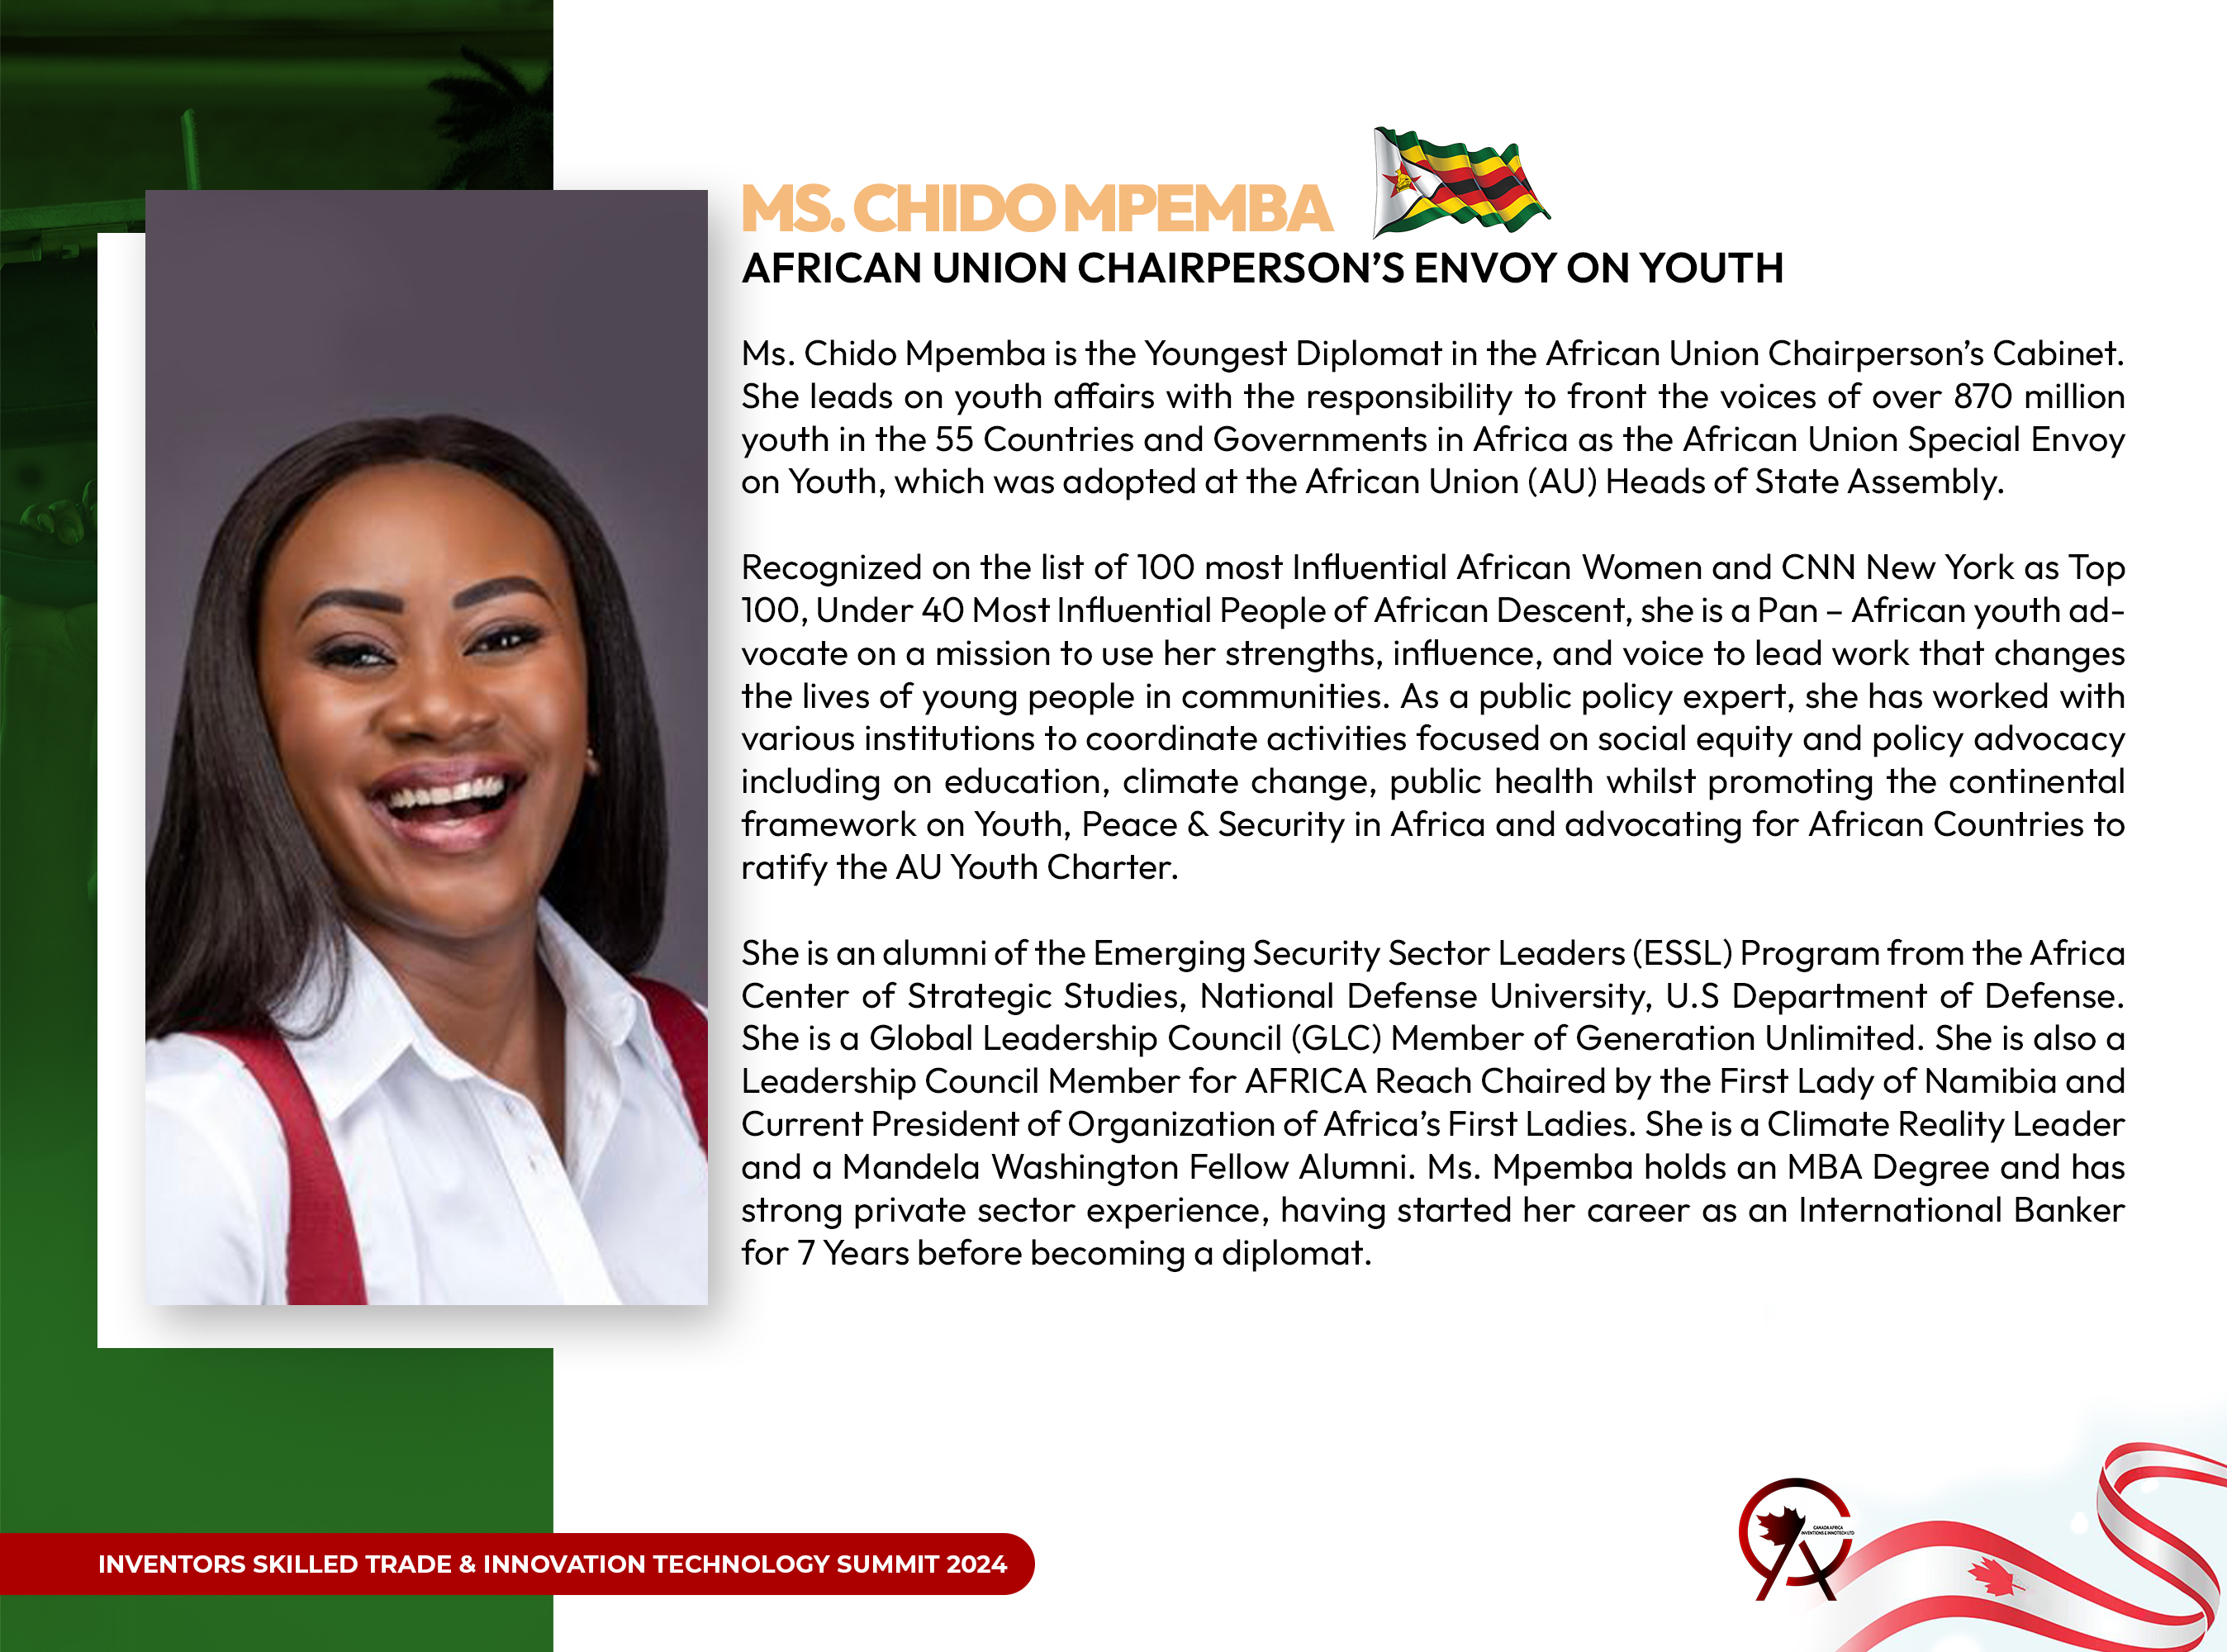 MS. CHIDO MPEMBA
AFRICAN UNION CHAIRPERSON’S ENVOY ON YOUTH
Ms. Chido Mpemba is the Youngest Diplomat in the African Union Chairperson’s Cabinet.
She leads on youth affairs with the responsibility to front the voices of over 870 million
youth in the 55 Countries and Governments in Africa as the African Union Special Envoy
on Youth, which was adopted at the African Union (AU) Heads of State Assembly.
Recognized on the list of 100 most Influential African Women and CNN New York as Top
100, Under 40 Most Influential People of African Descent, she is a Pan – African youth ad-
vocate on a mission to use her strengths, influence, and voice to lead work that changes
the lives of young people in communities. As a public policy expert, she has worked with
various institutions to coordinate activities focused on social equity and policy advocacy
including on education, climate change, public health whilst promoting the continental
framework on Youth, Peace & Security in Africa and advocating for African Countries to
ratify the AU Youth Charter.
She is an alumni of the Emerging Security Sector Leaders (ESSL) Program from the Africa
Center of Strategic Studies, National Defense University, U.S Department of Defense.
She is a Global Leadership Council (GLC) Member of Generation Unlimited. She is also a
Leadership Council Member for AFRICA Reach Chaired by the First Lady of Namibia and
Current President of Organization of Africa’s First Ladies. She is a Climate Reality Leader
and a Mandela Washington Fellow Alumni. Ms. Mpemba holds an MBA Degree and has
strong private sector experience, having started her career as an International Banker
for 7 Years before becoming a diplomat.
CANADA AFRICA
INVENTIONS & INNOTECH LTD
INVENTORS SKILLED TRADE & INNOVATION TECHNOLOGY SUMMIT 2024